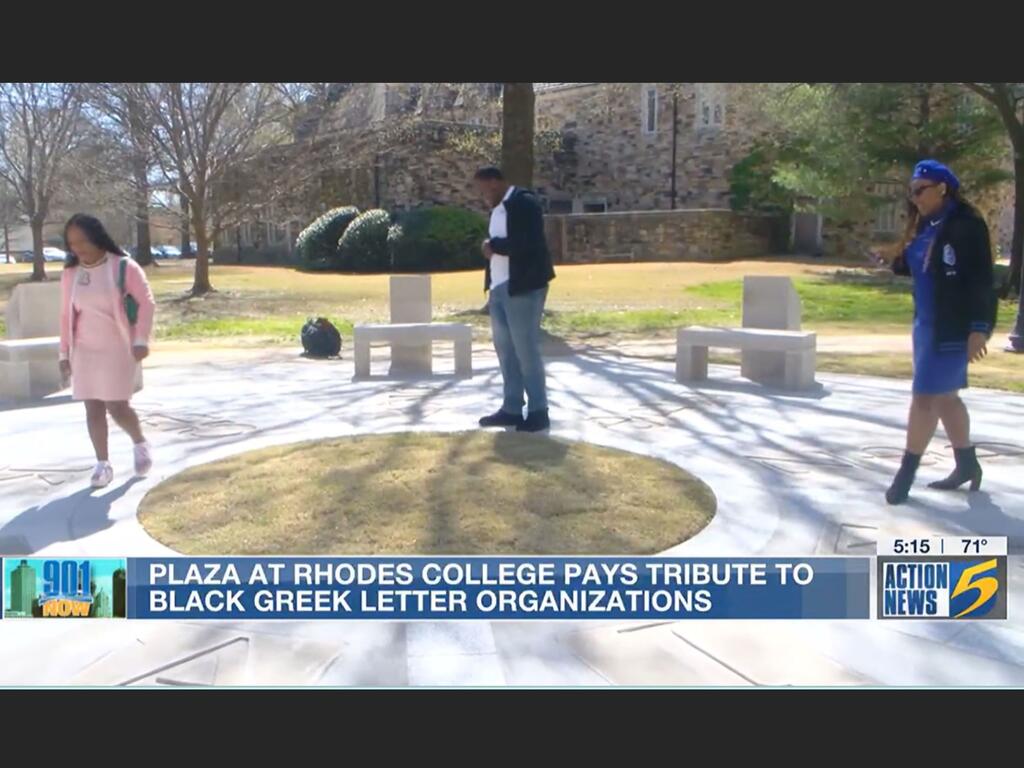 5:15 | 71°
901
NOW
PLAZA AT RHODES COLLEGE PAYS TRIBUTE TO
BLACK GREEK LETTER ORGANIZATIONS
ACTION
NEWS 5